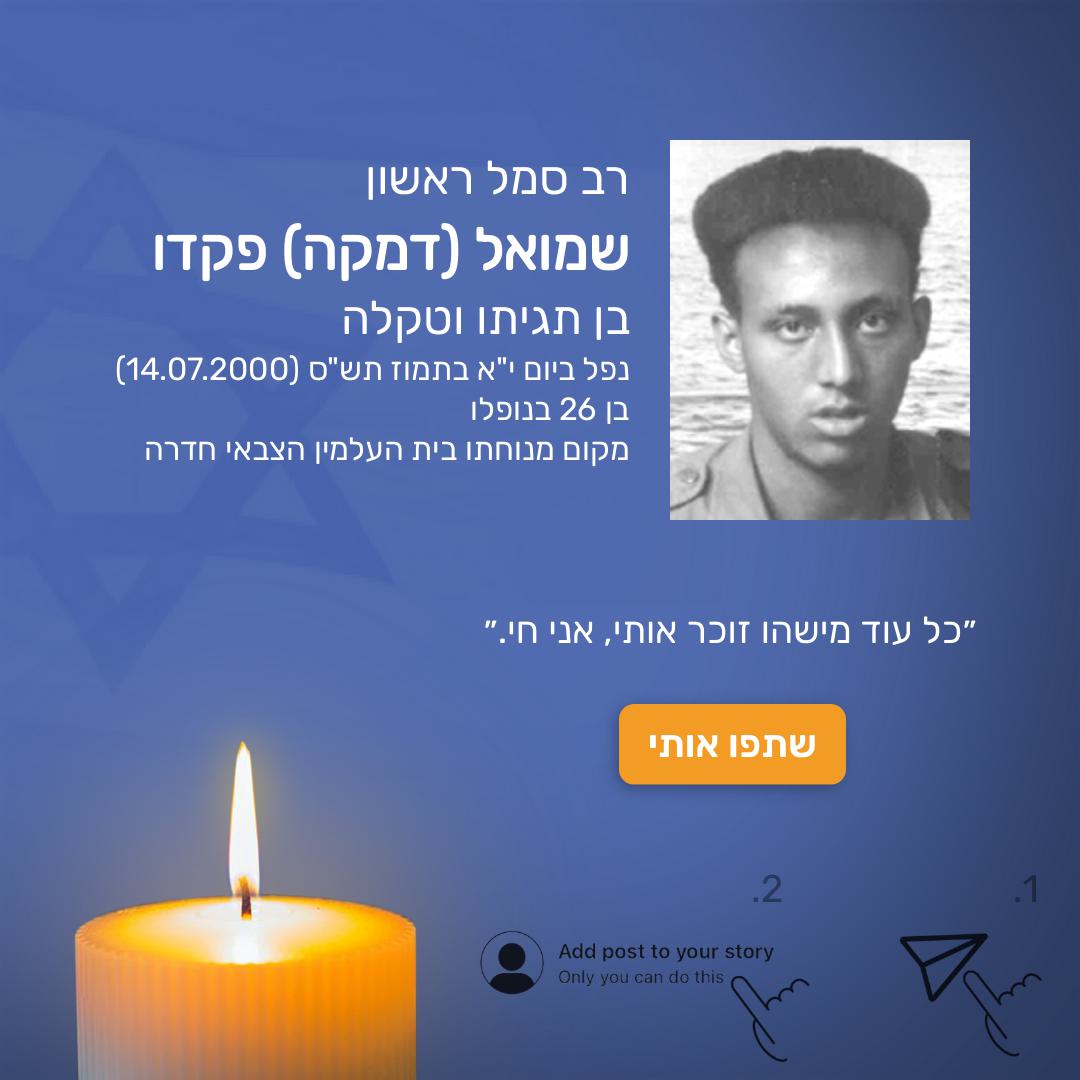 רב סמל ראשון
שמואל (דמקה) פקדו
בן תגיתו וטקלה
נפל ביום י"א בתמוז תש"ס (14.07.2000)
בן 26 בנופלו
מקום מנוחתו בית העלמין הצבאי חדרה
״כל עוד מישהו זוכר אותי, אני חי.״
שתפו אותי
1.
2.
Add post to your story
Only you can do this